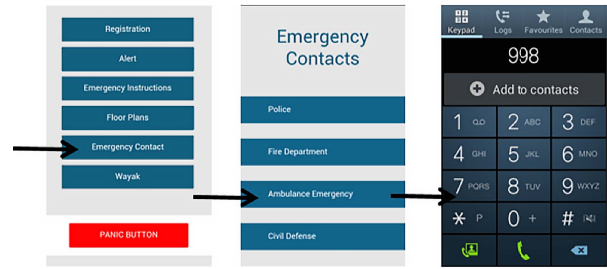 Registration
Alert
Emergency Instructions
Floor Plans
Emergency Contact
Wayak
PANIC BUTTON
Emergency
Contacts
Police
Fire Department
Ambulance Emergency
Civil Defense
Keypad Logs Favourites Contacts
998
Add to contacts
1 2 ABC 3 DEF
4 GHI 5 JKL 6 MNO
7 PQRS 8 TUV 9 WXYZ
* P 0 + #